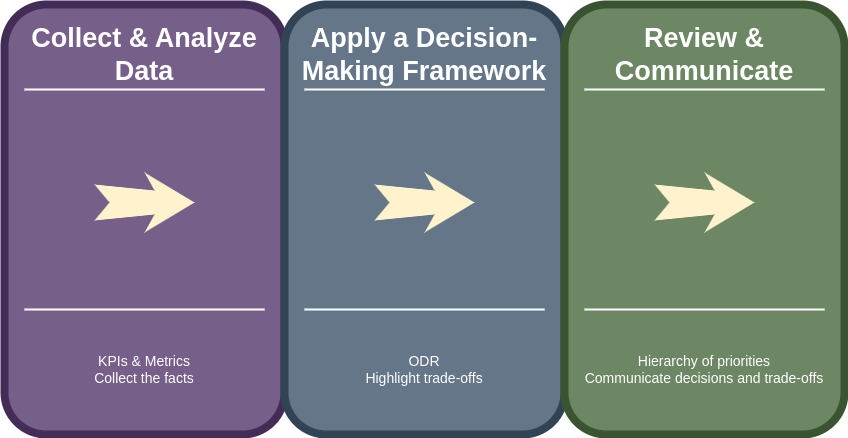 Collect & Analyze
Data
KPIs & Metrics
Collect the facts
Apply a Decision-
Making Framework
ODR
Highlight trade-offs
Review &
Communicate
Hierarchy of priorities
Communicate decisions and trade-offs